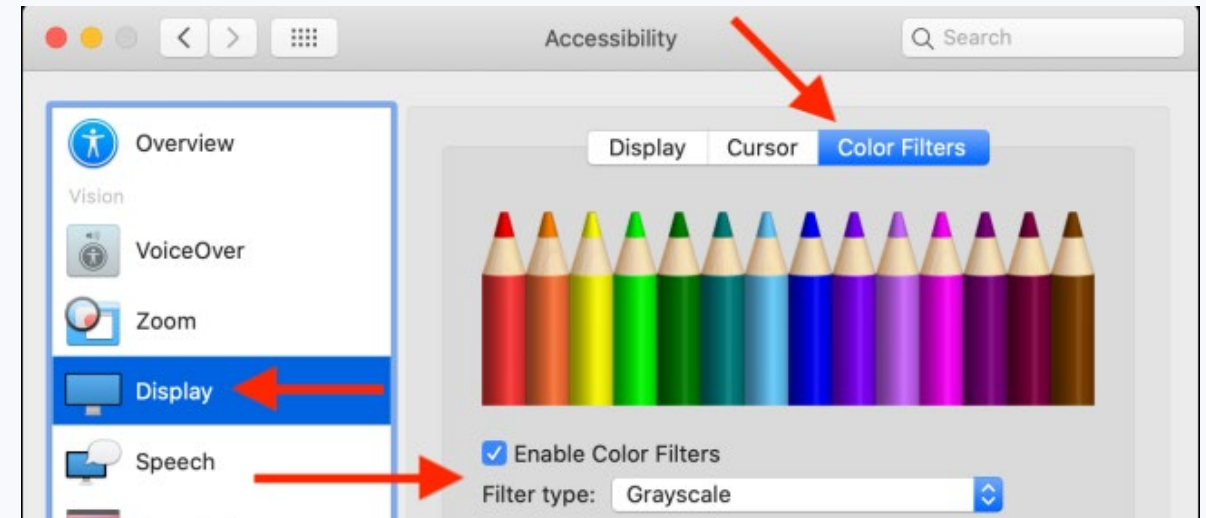 Accessibility
Search
Overview
Vision
VoiceOver
Zoom
Display
Speech
Display Cursor Color Filters
Enable Color Filters
Filter type: Grayscale